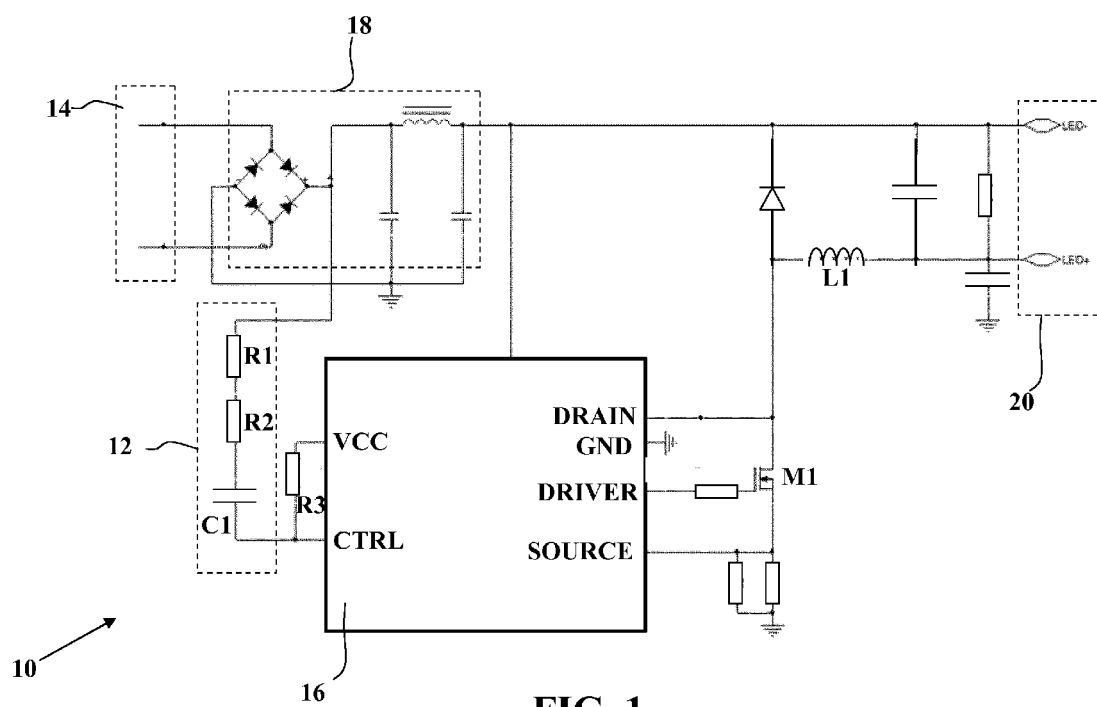 18
14
LED-
LED+
L1
20
12
R1
R2
C1
R3
VCC
CTRL
DRAIN
GND
DRIVER
SOURCE
M1
10
16
FIG. 1